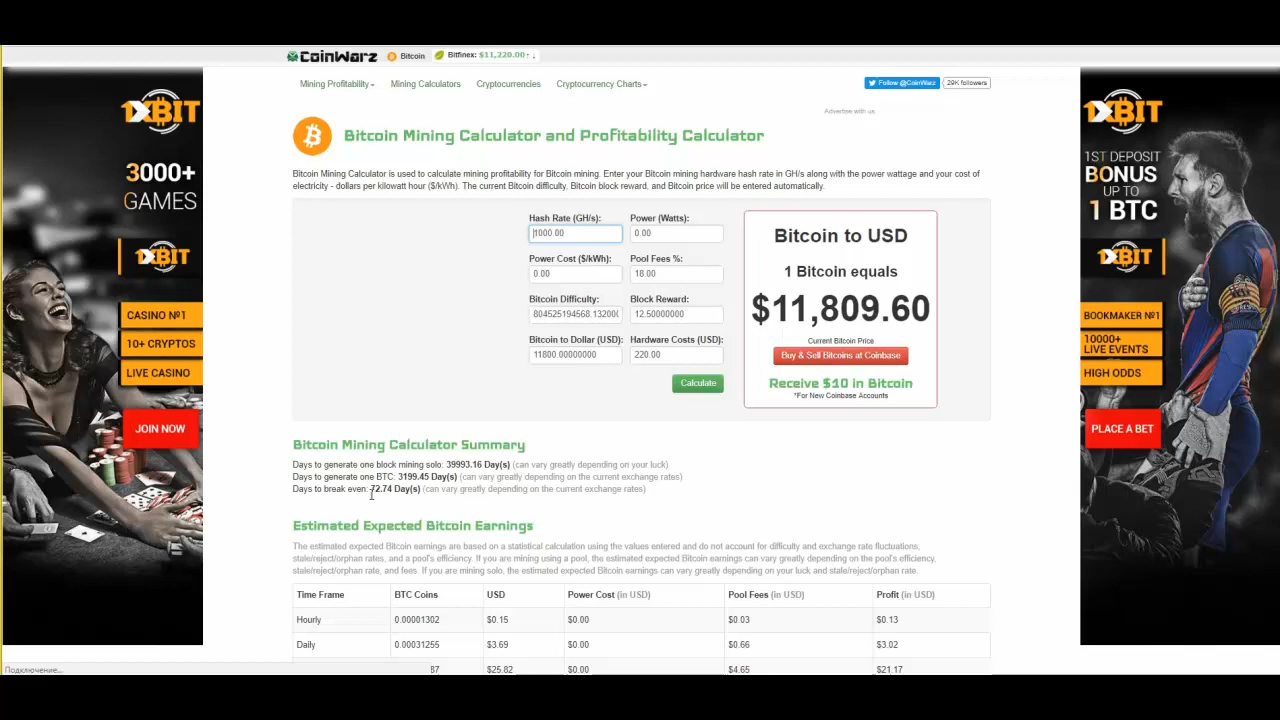 CoinWarz Bitcoin Bitfinex: $11,220.00
Mining Profitability Mining Calculators Cryptocurrencies Cryptocurrency Charts
Follow @CoinWarz 29K followers
Advertise with us
Bitcoin Mining Calculator and Profitability Calculator
Bitcoin Mining Calculator is used to calculate mining profitability for Bitcoin mining. Enter your Bitcoin mining hardware hash rate in GH/s along with the power wattage and your cost of
electricity - dollars per kilowatt hour ($/kWh). The current Bitcoin difficulty, Bitcoin block reward, and Bitcoin price will be entered automatically.
Hash Rate (GH/s): Power (Watts):
1000.00 0.00
Power Cost ($/kWh): Pool Fees %:
0.00 18.00
Bitcoin Difficulty: Block Reward:
804525194568.1320( 12.50000000
Bitcoin to Dollar (USD): Hardware Costs (USD):
11800.00000000 220.00
Calculate
Bitcoin to USD
1 Bitcoin equals
$11,809.60
Current Bitcoin Price
Buy & Sell Bitcoins at Coinbase
Receive $10 in Bitcoin
*For New Coinbase Accounts
Bitcoin Mining Calculator Summary
Days to generate one block mining solo: 39993.16 Day(s) (can vary greatly depending on your luck)
Days to generate one BTC: 3199.45 Day(s) (can vary greatly depending on the current exchange rates)
Days to break even: 72.74 Day(s) (can vary greatly depending on the current exchange rates)
Estimated Expected Bitcoin Earnings
The estimated expected Bitcoin earnings are based on a statistical calculation using the values entered and do not account for difficulty and exchange rate fluctuations,
stale/reject/orphan rates, and a pool's efficiency. If you are mining using a pool, the estimated expected Bitcoin earnings can vary greatly depending on the pool's efficiency,
stale/reject/orphan rate, and fees. If you are mining solo, the estimated expected Bitcoin earnings can vary greatly depending on your luck and stale/reject/orphan rate.
Time Frame BTC Coins USD Power Cost (in USD) Pool Fees (in USD) Profit (in USD)
Hourly 0.00001302 $0.15 $0.00 $0.03 $0.13
Daily 0.00031255 $3.69 $0.00 $0.66 $3.02
87 $25.82 $0.00 $4.65 $21.17
Подключение...
1XBIT
3000+
GAMES
1XBIT
CASINO №1
10+ CRYPTOS
LIVE CASINO
JOIN NOW
1XBIT
1ST DEPOSIT
BONUS
UP TO
1 BTC
1XBIT
BOOKMAKER №1
10000+
LIVE EVENTS
HIGH ODDS
PLACE A BET